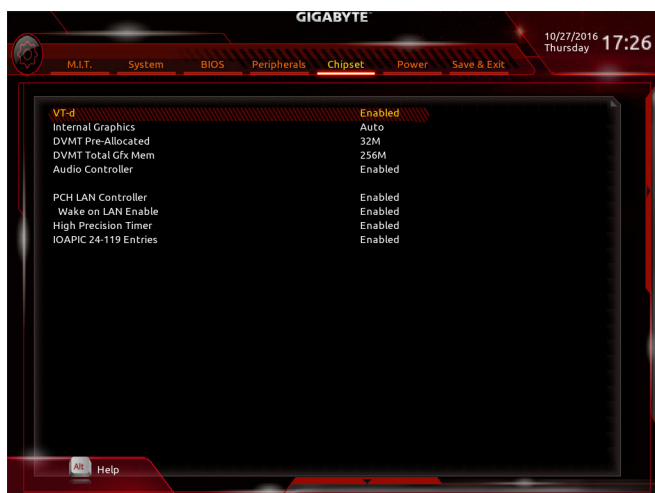 GIGABYTE
10/27/2016 17:26
Thursday
M.I.T. System BIOS Peripherals Chipset Power Save & Exit
VT-d Enabled
Internal Graphics Auto
DVMT Pre-Allocated 32M
DVMT Total Gfx Mem 256M
Audio Controller Enabled
PCH LAN Controller Enabled
Wake on LAN Enable Enabled
High Precision Timer Enabled
IOAPIC 24-119 Entries Enabled
Alt Help